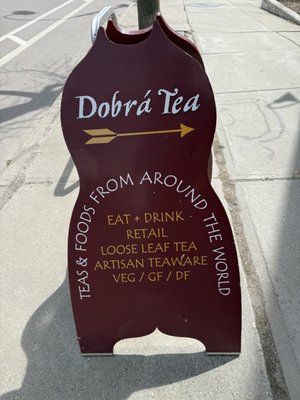 Dobrá Tea
TEAS & FOODS FROM AROUND THE WORLD
EAT + DRINK
RETAIL
LOOSE LEAF TEA
ARTISAN TEAWARE
VEG / GF / DF